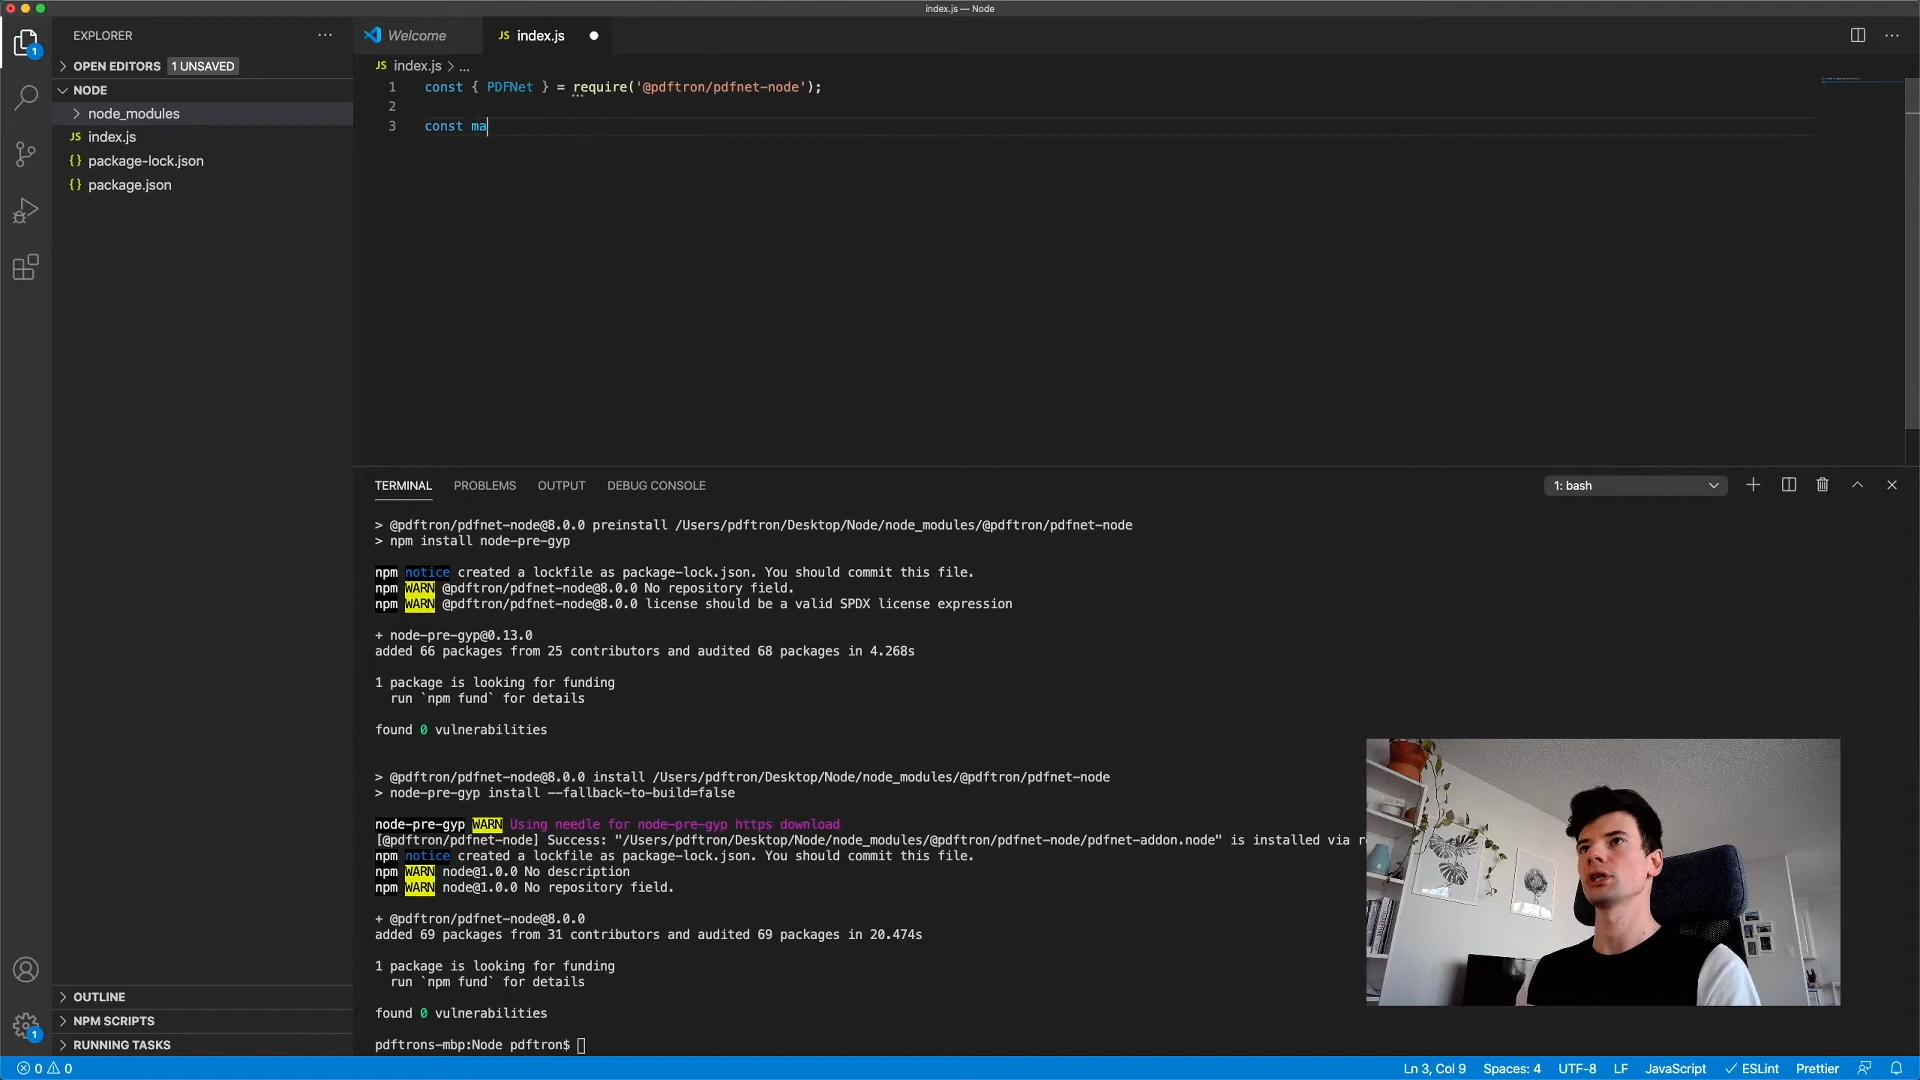 index.js — Node
EXPLORER
Welcome
JS index.js
OPEN EDITORS 1 UNSAVED
JS index.js > ...
NODE
1 const { PDFNet } = require('@pdftron/pdfnet-node');
2
3 const ma
node_modules
JS index.js
{} package-lock.json
{} package.json
TERMINAL PROBLEMS OUTPUT DEBUG CONSOLE
1: bash
> @pdftron/pdfnet-node@8.0.0 preinstall /Users/pdftron/Desktop/Node/node_modules/@pdftron/pdfnet-node
> npm install node-pre-gyp
npm notice created a lockfile as package-lock.json. You should commit this file.
npm WARN @pdftron/pdfnet-node@8.0.0 No repository field.
npm WARN @pdftron/pdfnet-node@8.0.0 license should be a valid SPDX license expression
+ node-pre-gyp@0.13.0
added 66 packages from 25 contributors and audited 68 packages in 4.268s
1 package is looking for funding
run `npm fund` for details
found 0 vulnerabilities
> @pdftron/pdfnet-node@8.0.0 install /Users/pdftron/Desktop/Node/node_modules/@pdftron/pdfnet-node
> node-pre-gyp install --fallback-to-build=false
node-pre-gyp WARN Using needle for node-pre-gyp https download
[@pdftron/pdfnet-node] Success: "/Users/pdftron/Desktop/Node/node_modules/@pdftron/pdfnet-node/pdfnet-addon.node" is installed via
npm notice created a lockfile as package-lock.json. You should commit this file.
npm WARN node@1.0.0 No description
npm WARN node@1.0.0 No repository field.
+ @pdftron/pdfnet-node@8.0.0
added 69 packages from 31 contributors and audited 69 packages in 20.474s
1 package is looking for funding
run `npm fund` for details
found 0 vulnerabilities
pdftrons-mbp:Node pdftron$
1
1
OUTLINE
NPM SCRIPTS
RUNNING TASKS
0 0
Ln 3, Col 9 Spaces: 4 UTF-8 LF JavaScript ESLint Prettier